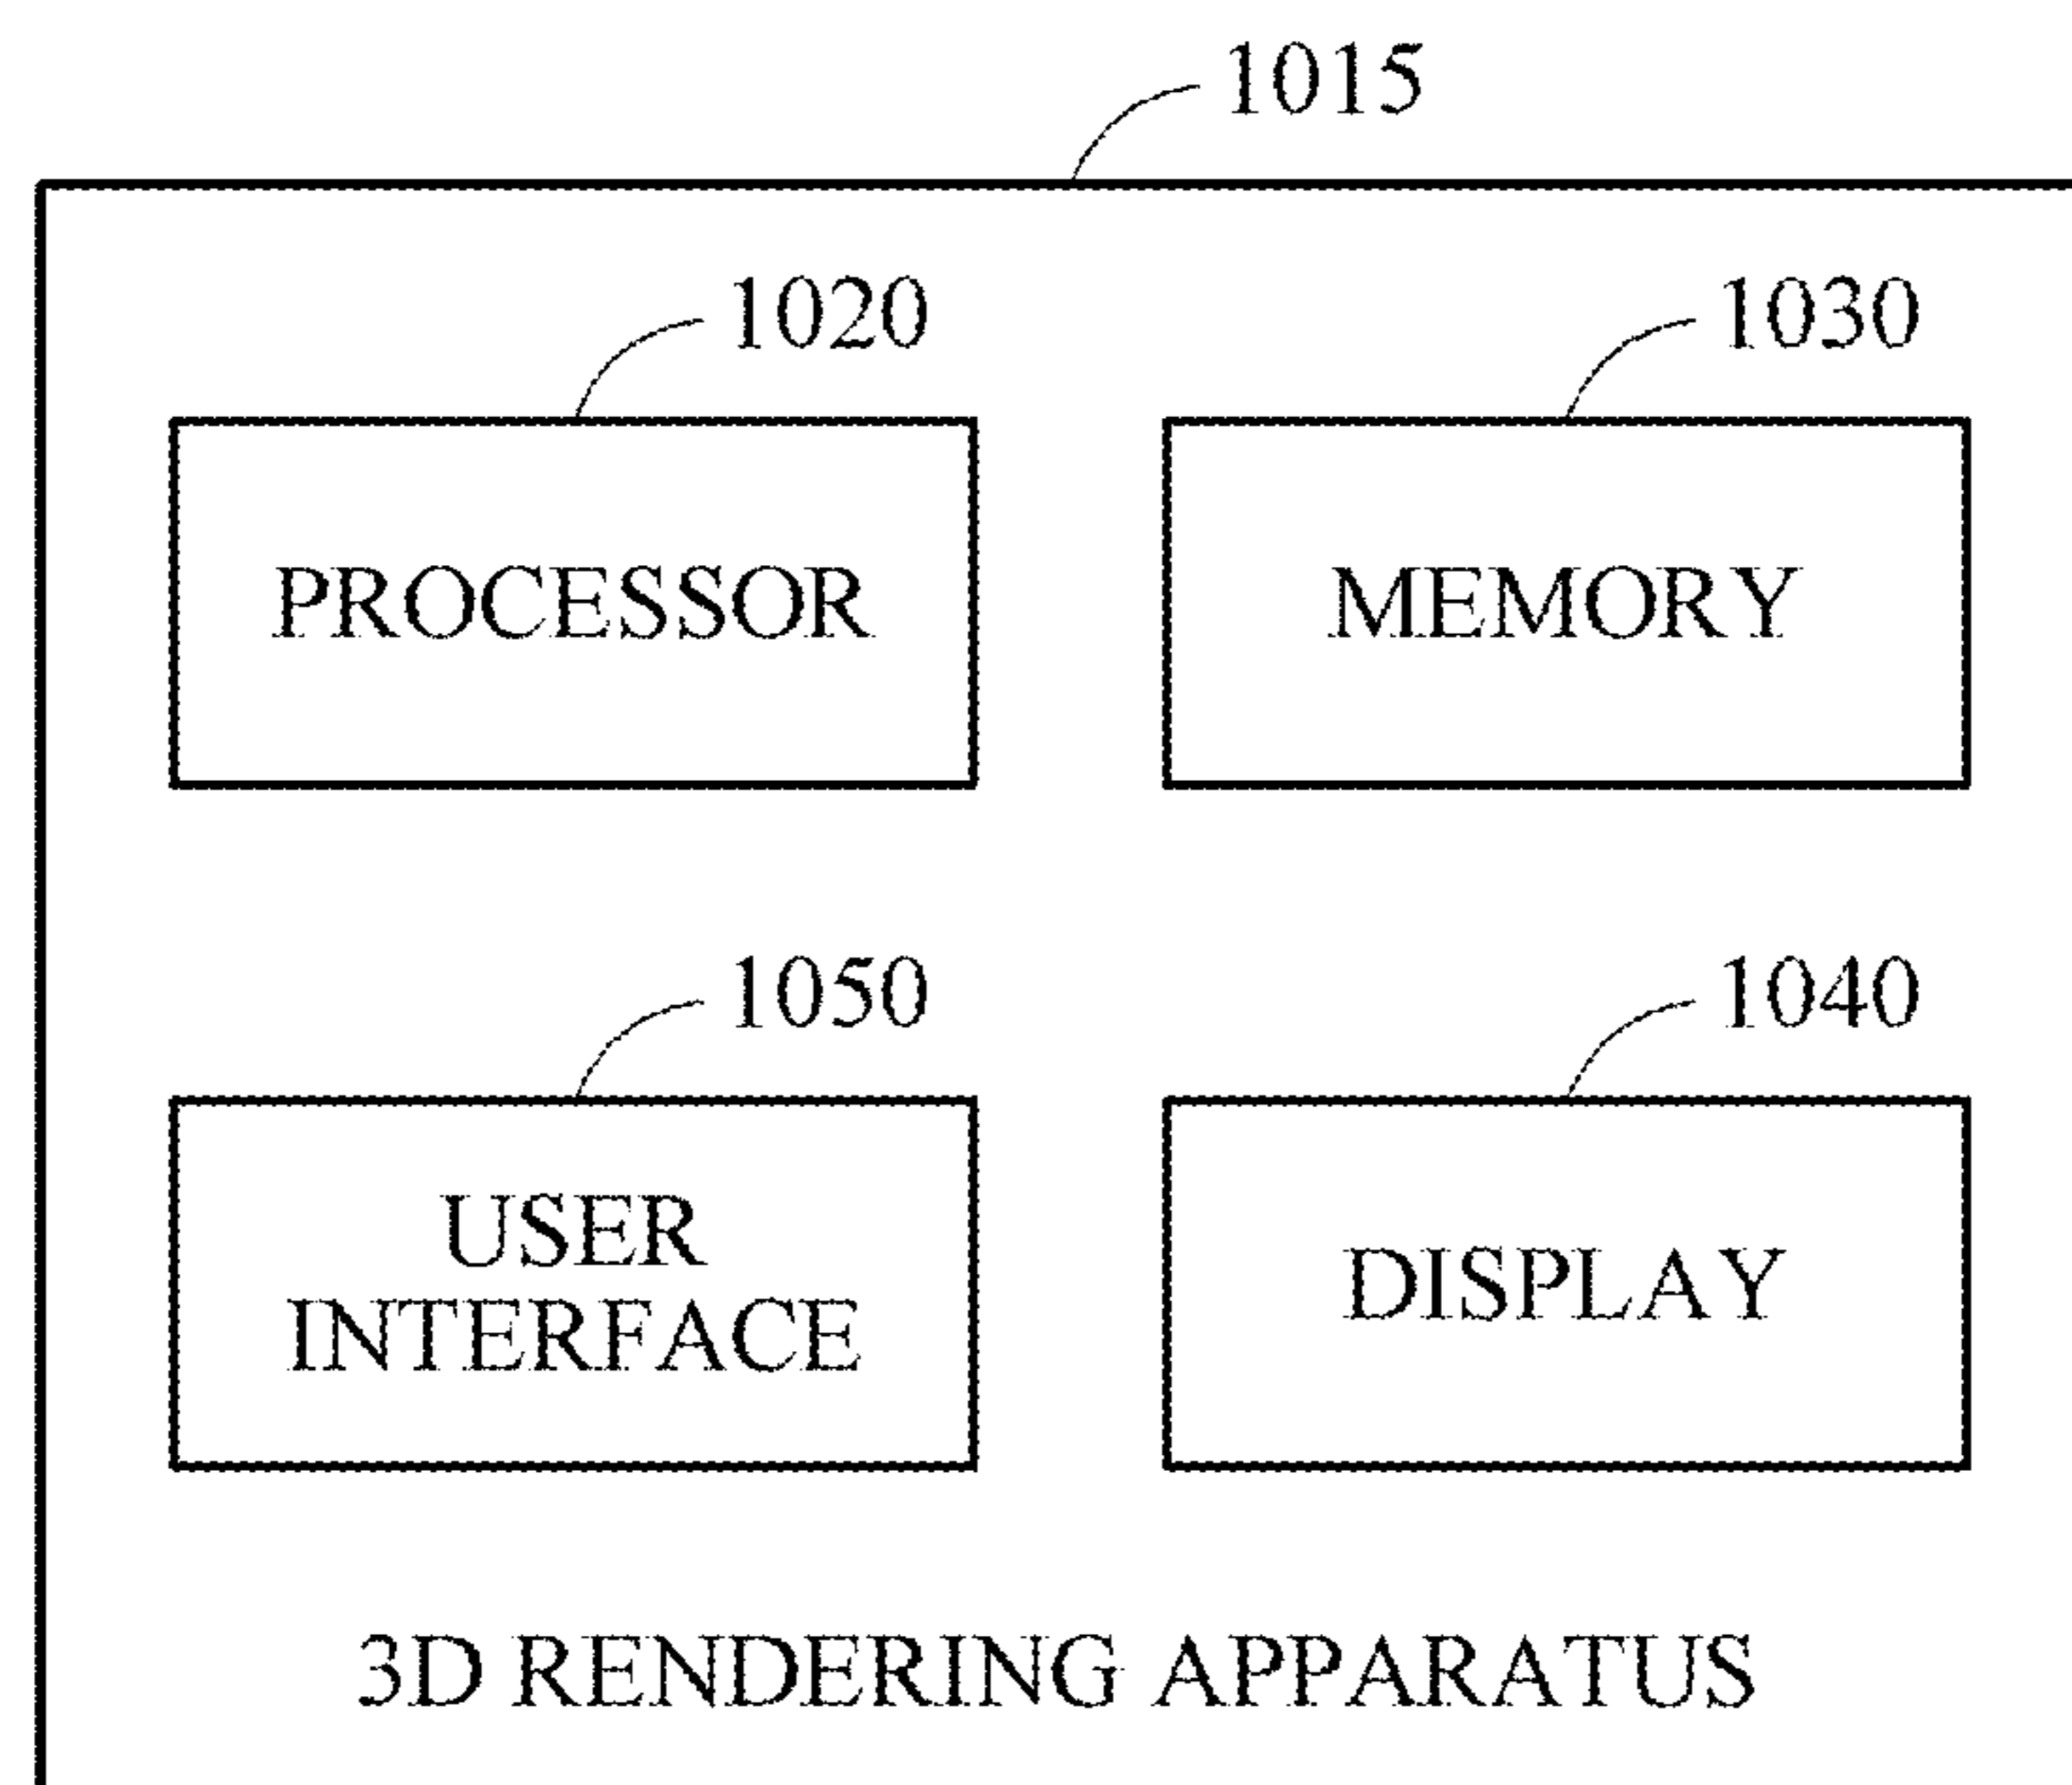 1015
1020
1030
PROCESSOR
MEMORY
1050
1040
USER
INTERFACE
DISPLAY
3D RENDERING APPARATUS